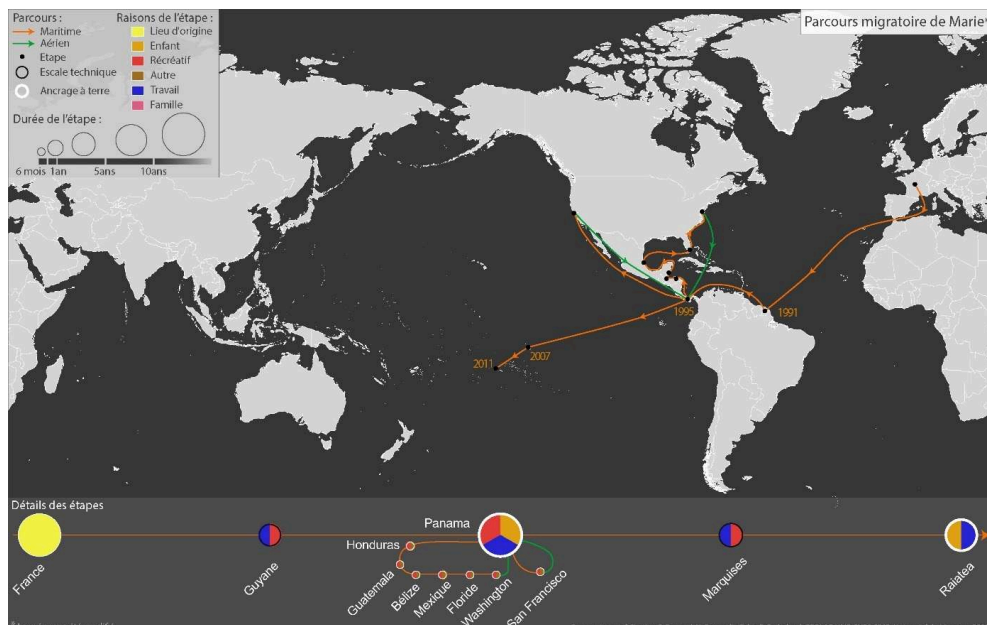 Parcours migratoire de Marie*
Parcours :
Maritime
Aérien
Etape
Escale technique
Ancrage à terre
Raisons de l'étape :
Lieu d'origine
Enfant
Récréatif
Autre
Travail
Famille
Durée de l'étape :
6 mois 1an 5ans 10ans
1991
1995
2007
2011
Détails des étapes
France
Guyane
Panama
Honduras
Guatemala
Bélize
Mexique
Floride
Washington
San Francisco
Marquises
Raiatea